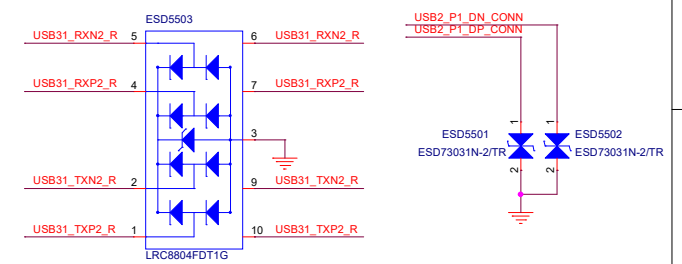 ESD5503
USB31_RXN2_R 5 6 USB31_RXN2_R
USB31_RXP2_R 4 7 USB31_RXP2_R
3
USB31_TXN2_R 2 9 USB31_TXN2_R
USB31_TXP2_R 1 10 USB31_TXP2_R
LRC8804FDT1G
USB2_P1_DN_CONN
USB2_P1_DP_CONN
1 1
ESD5501 ESD5502
ESD73031N-2/TR ESD73031N-2/TR
2 2